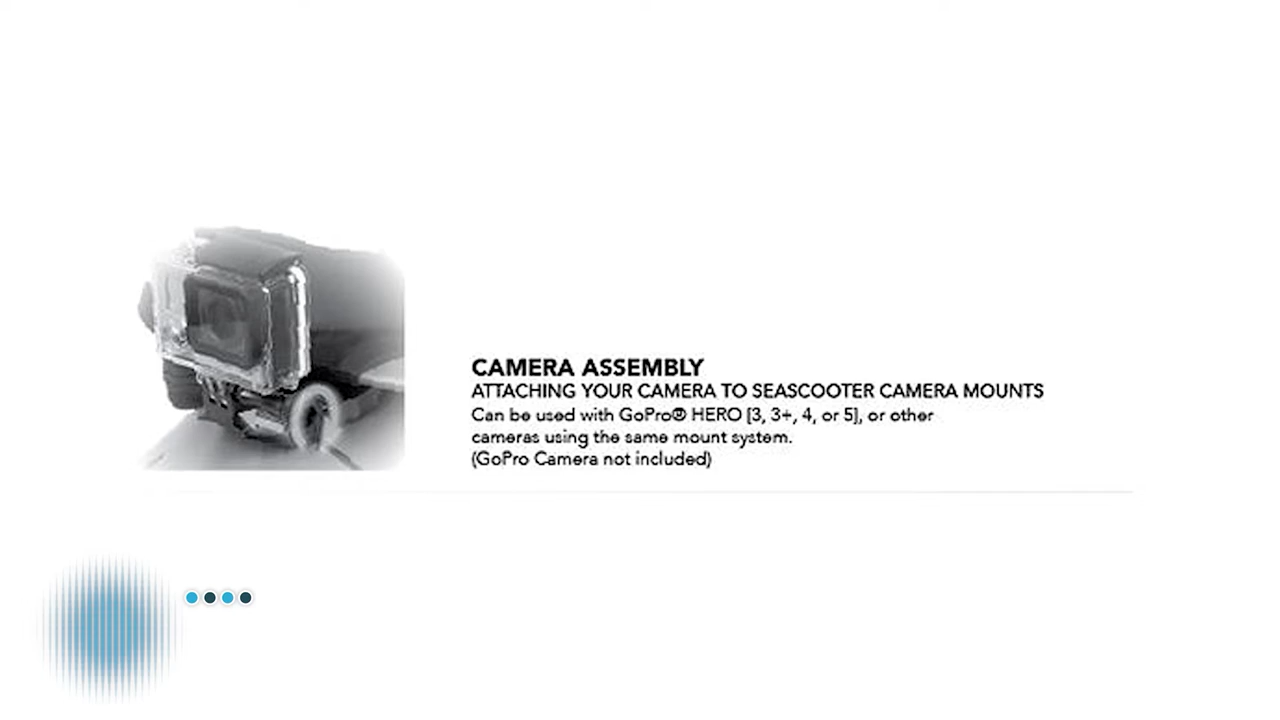 CAMERA ASSEMBLY
ATTACHING YOUR CAMERA TO SEASCOOTER CAMERA MOUNTS
Can be used with GoPro® HERO [3, 3+, 4, or 5], or other
cameras using the same mount system.
(GoPro Camera not included)